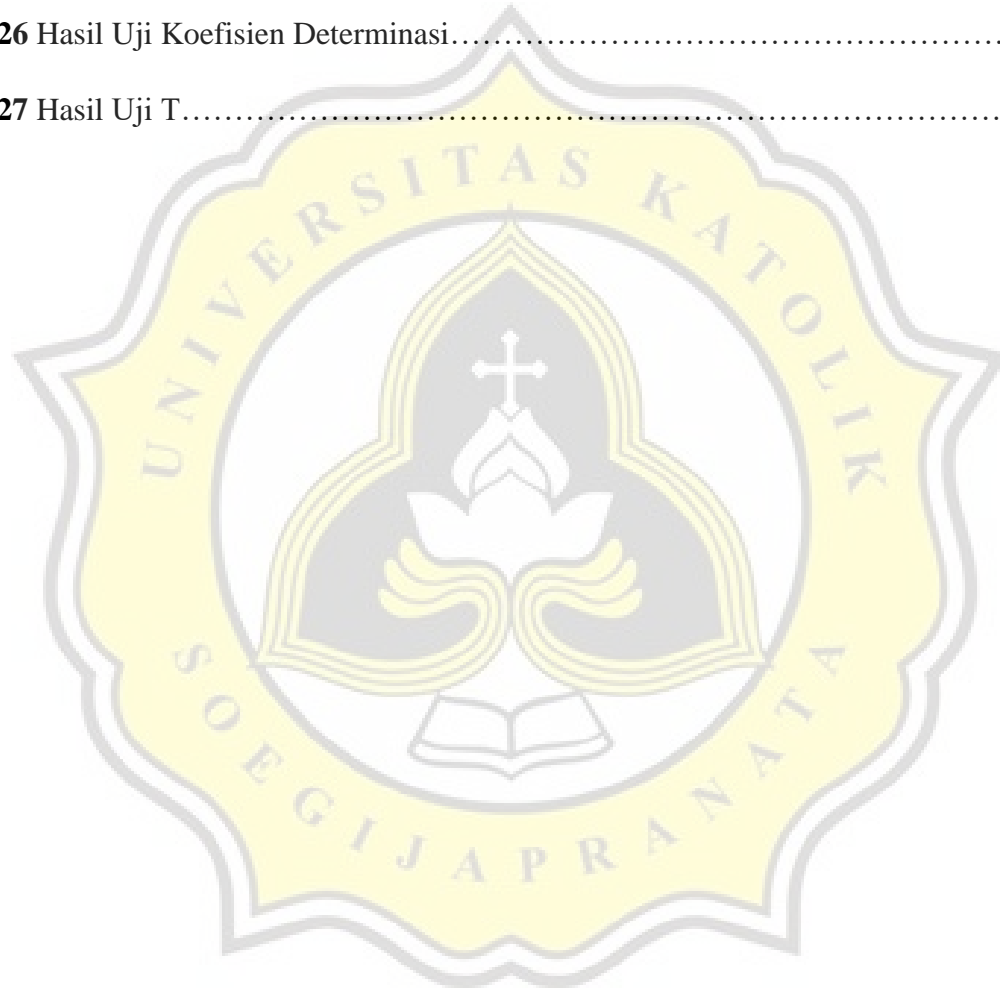 26 Hasil Uji Koefisien Determinasi………………………………………………
27 Hasil Uji T……………………………………………………………………
UNIVERSITAS KATOLIK
SOEGIJAPRANATA